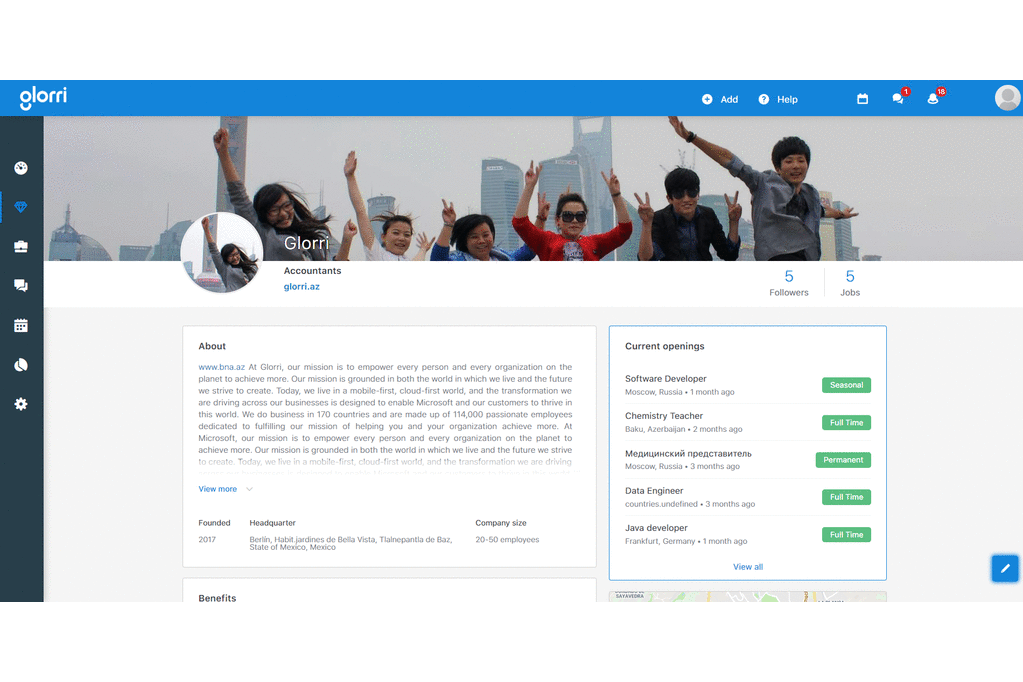 glorri
Add
Help
1
18
Glorri
Accountants
glorri.az
5
Followers
5
Jobs
About
www.bna.az At Glorri, our mission is to empower every person and every organization on the
planet to achieve more. Our mission is grounded in both the world in which we live and the future
we strive to create. Today, we live in a mobile-first, cloud-first world, and the transformation we
are driving across our businesses is designed to enable Microsoft and our customers to thrive in
this world. We do business in 170 countries and are made up of 114,000 passionate employees
dedicated to fulfilling our mission of helping you and your organization achieve more. At
Microsoft, our mission is to empower every person and every organization on the planet to
achieve more. Our mission is grounded in both the world in which we live and the future we strive
to create. Today, we live in a mobile-first, cloud-first world, and the transformation we are driving
View more
Founded
Headquarter
Company size
2017
Berlín, Habit.jardines de Bella Vista, Tlalnepantla de Baz,
State of Mexico, Mexico
20-50 employees
Benefits
Current openings
Software Developer
Moscow, Russia • 1 month ago
Seasonal
Chemistry Teacher
Baku, Azerbaijan • 2 months ago
Full Time
Медицинский представитель
Moscow, Russia • 3 months ago
Permanent
Data Engineer
countries.undefined • 3 months ago
Full Time
Java developer
Frankfurt, Germany • 1 month ago
Full Time
View all
SAYAVEDRA